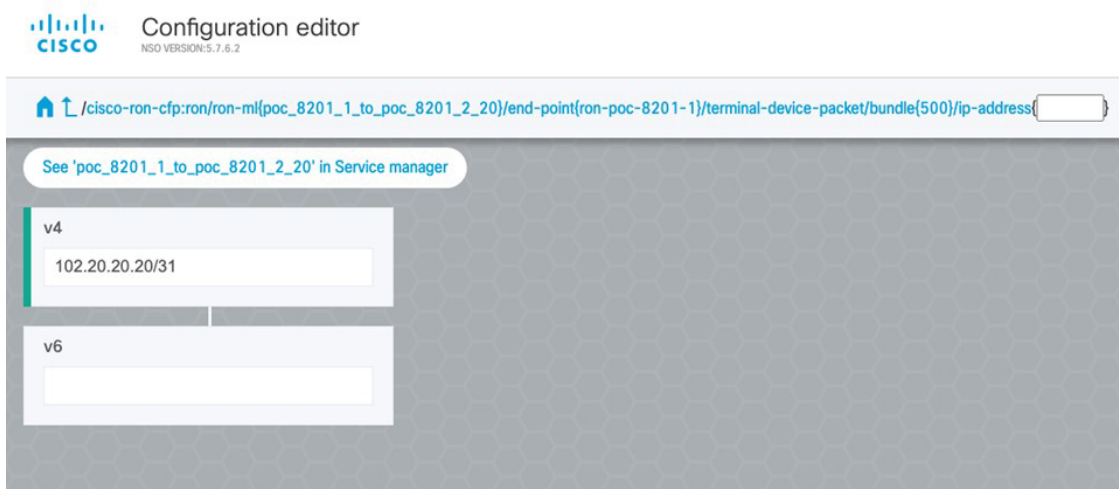 CISCO
Configuration editor
NSO VERSION:5.7.6.2
/cisco-ron-cfp:ron/ron-ml{poc_8201_1_to_poc_8201_2_20}/end-point{ron-poc-8201-1}/terminal-device-packet/bundle{500}/ip-address{ }
See 'poc_8201_1_to_poc_8201_2_20' in Service manager
v4
102.20.20.20/31
v6